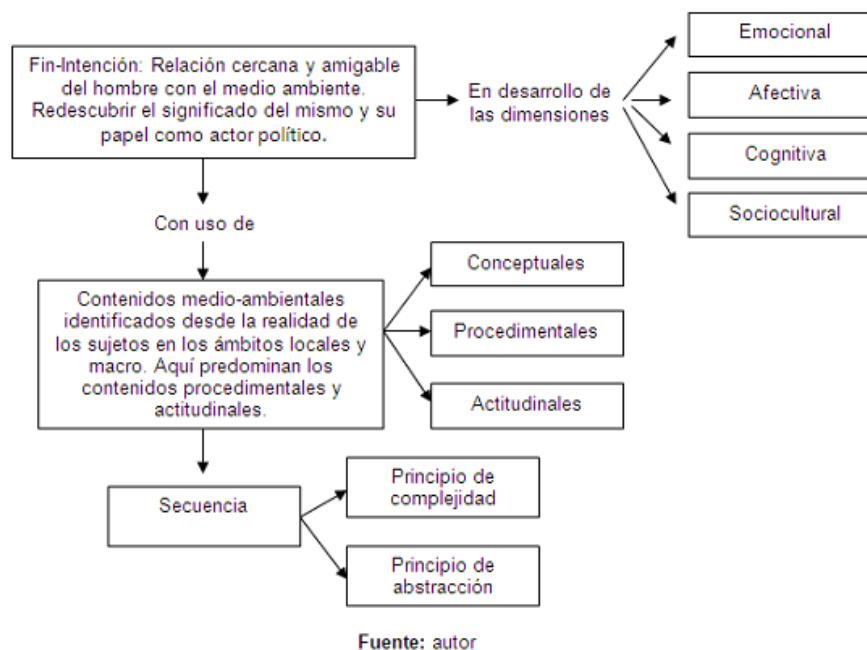 Fin-Intención: Relación cercana y amigable
del hombre con el medio ambiente.
Redescubrir el significado del mismo y su
papel como actor político.
En desarrollo de
las dimensiones
Emocional
Afectiva
Cognitiva
Sociocultural
Con uso de
Contenidos medio-ambientales
identificados desde la realidad de
los sujetos en los ámbitos locales y
macro. Aquí predominan los
contenidos procedimentales y
actitudinales.
Conceptuales
Procedimentales
Actitudinales
Secuencia
Principio de
complejidad
Principio de
abstracción
Fuente: autor